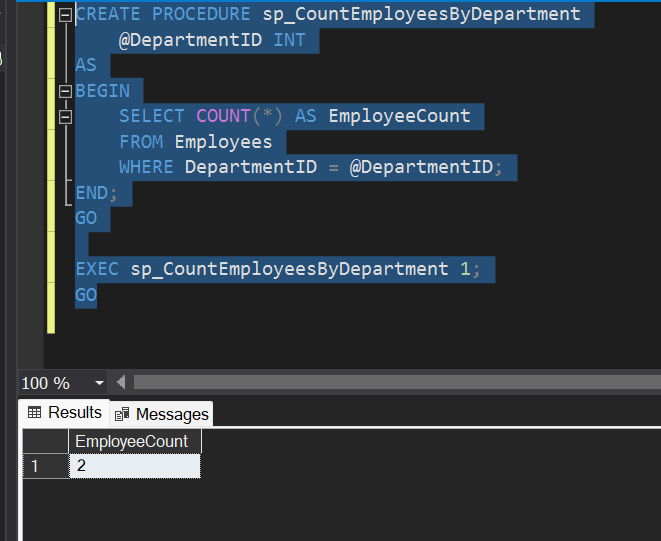 CREATE PROCEDURE sp_CountEmployeesByDepartment
@DepartmentID INT
AS
BEGIN
SELECT COUNT(*) AS EmployeeCount
FROM Employees
WHERE DepartmentID = @DepartmentID;
END;
GO
EXEC sp_CountEmployeesByDepartment 1;
GO
100 %
Results Messages
EmployeeCount
1 2